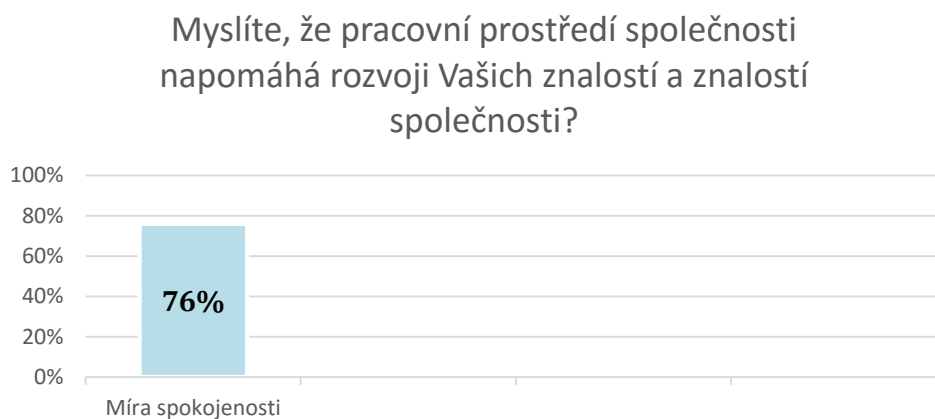 Myslíte, že pracovní prostředí společnosti
napomáhá rozvoji Vašich znalostí a znalostí
společnosti?
100%
80%
60%
40%
20%
0%
76%
Míra spokojenosti